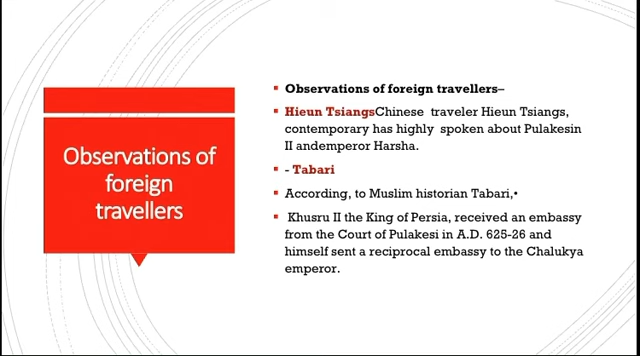 Observations of
foreign
travellers
Observations of foreign travellers–
Hieun TsiangsChinese traveler Hieun Tsiangs,
contemporary has highly spoken about Pulakesin
II andemperor Harsha.
- Tabari
According, to Muslim historian Tabari,•
Khusru II the King of Persia, received an embassy
from the Court of Pulakesi in A.D. 625-26 and
himself sent a reciprocal embassy to the Chalukya
emperor.